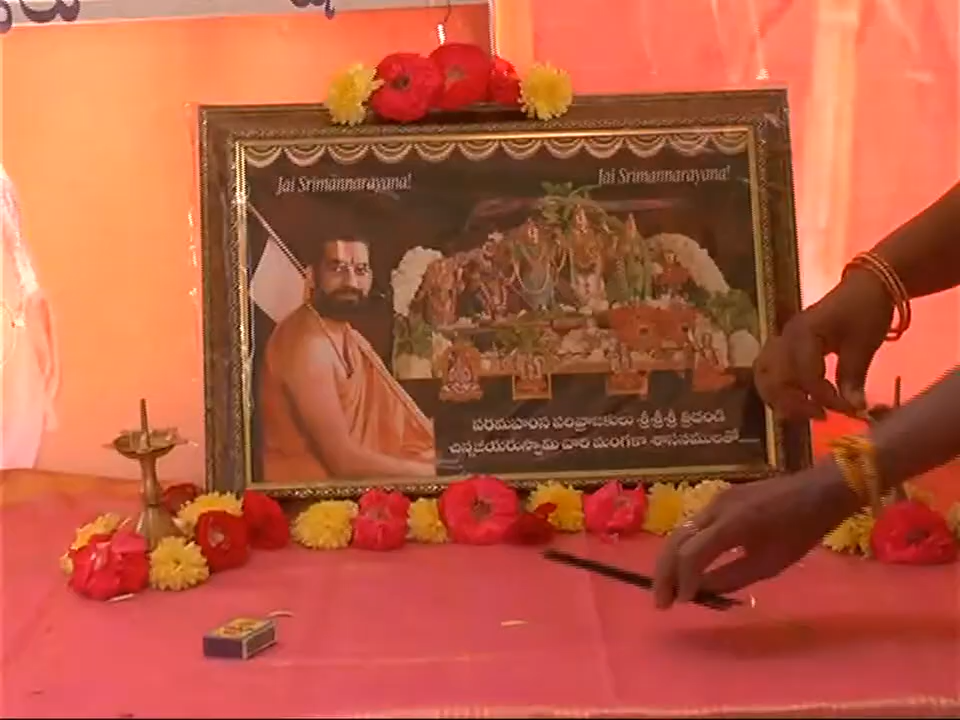 Jai Srimannarayana!
Jai Srimannarayana!
పరమహంస పరివ్రాజకులు శ్రీ శ్రీ శ్రీ త్రిదండి
చిన్నజీయరుస్వామి వారి మంగళా శాసనములతో.....